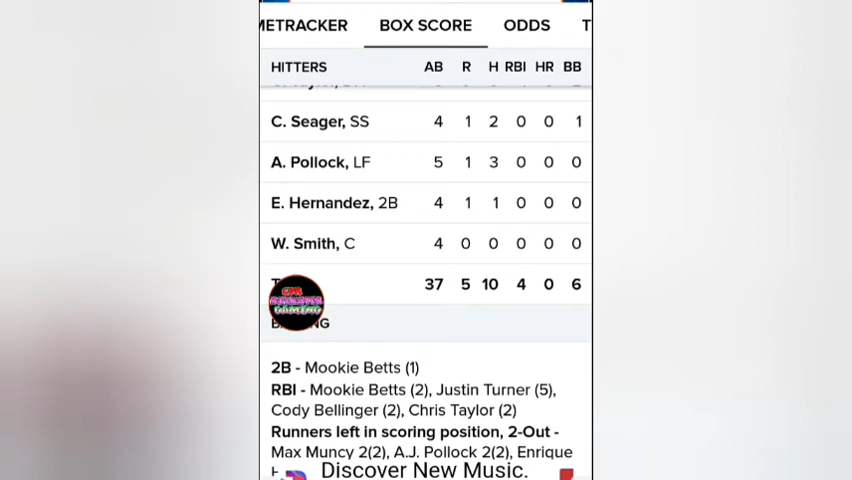 METRACKER BOX SCORE ODDS T
HITTERS AB R H RBI HR BB
C. Seager, SS 4 1 2 0 0 1
A. Pollock, LF 5 1 3 0 0 0
E. Hernandez, 2B 4 1 1 0 0 0
W. Smith, C 4 0 0 0 0 0
37 5 10 4 0 6
GAMING
2B - Mookie Betts (1)
RBI - Mookie Betts (2), Justin Turner (5),
Cody Bellinger (2), Chris Taylor (2)
Runners left in scoring position, 2-Out -
Max Muncy 2(2), A.J. Pollock 2(2), Enrique
Discover New Music.